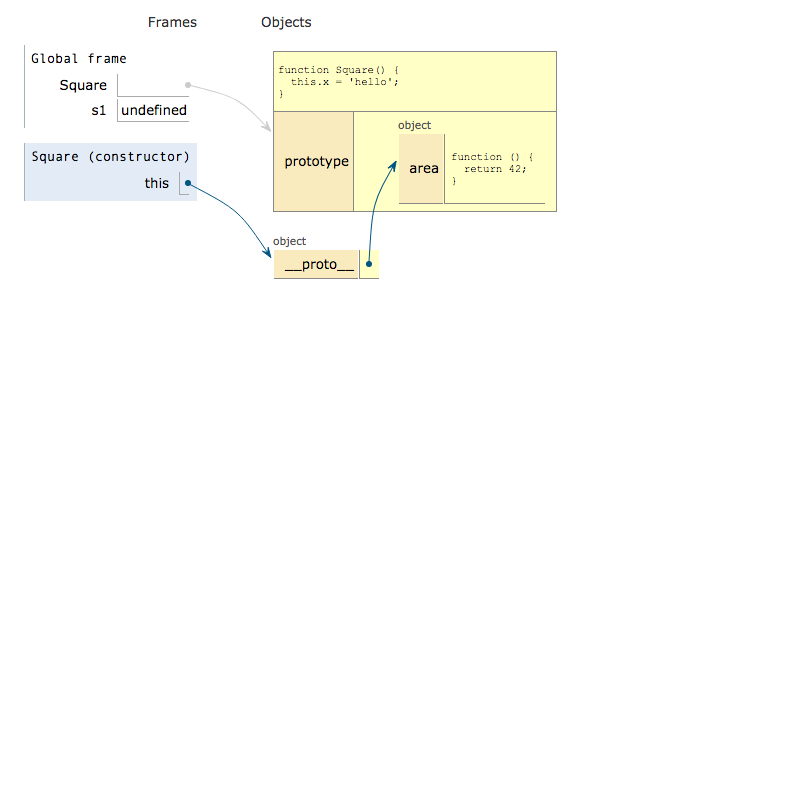 Frames Objects
Global frame
Square
s1 undefined
Square (constructor)
this
function Square() {
this.x = 'hello';
}
prototype
object
area
function () {
return 42;
}
object
__proto__